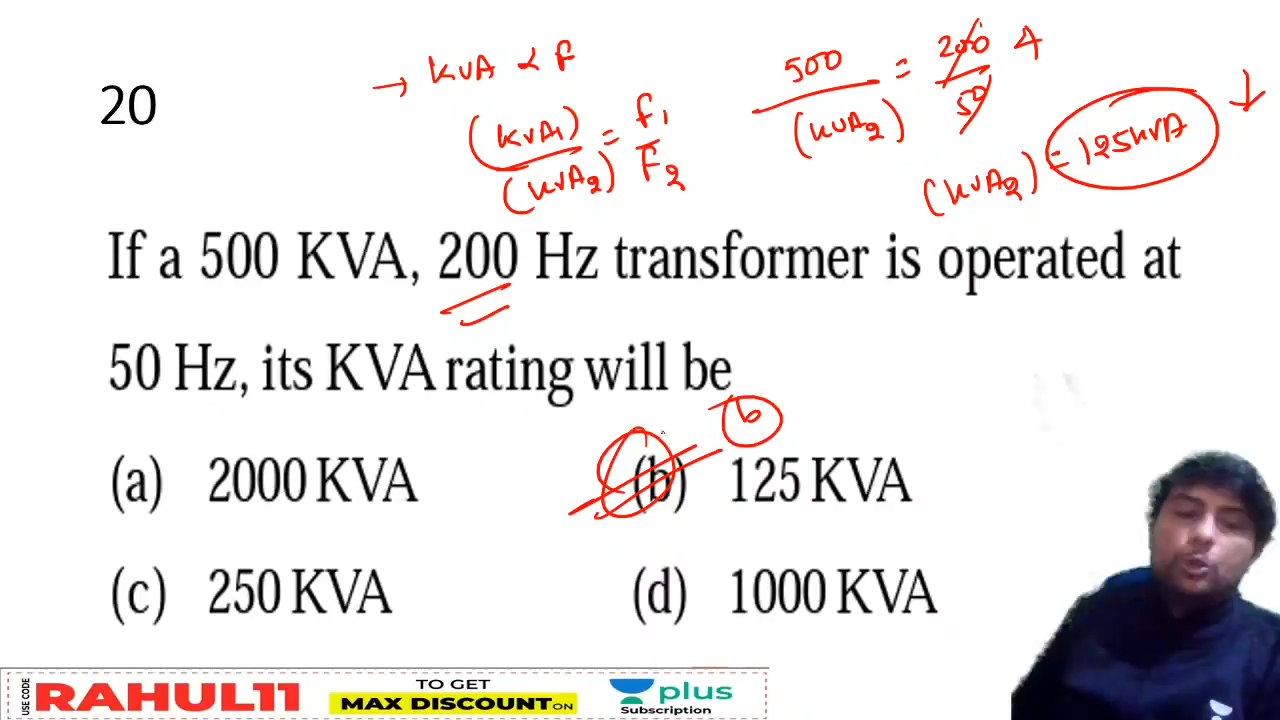 20
→ KVA ∝ F
(KVA1) / (KVA2) = F1 / F2
500 / (KVA2) = 200 / 50 4
(KVA2) = 125KVA ↓
If a 500 KVA, 200 Hz transformer is operated at
50 Hz, its KVA rating will be
b
(a) 2000 KVA (b) 125 KVA
(c) 250 KVA (d) 1000 KVA
USE CODE
RAHUL11
TO GET
MAX DISCOUNT ON
plus
Subscription